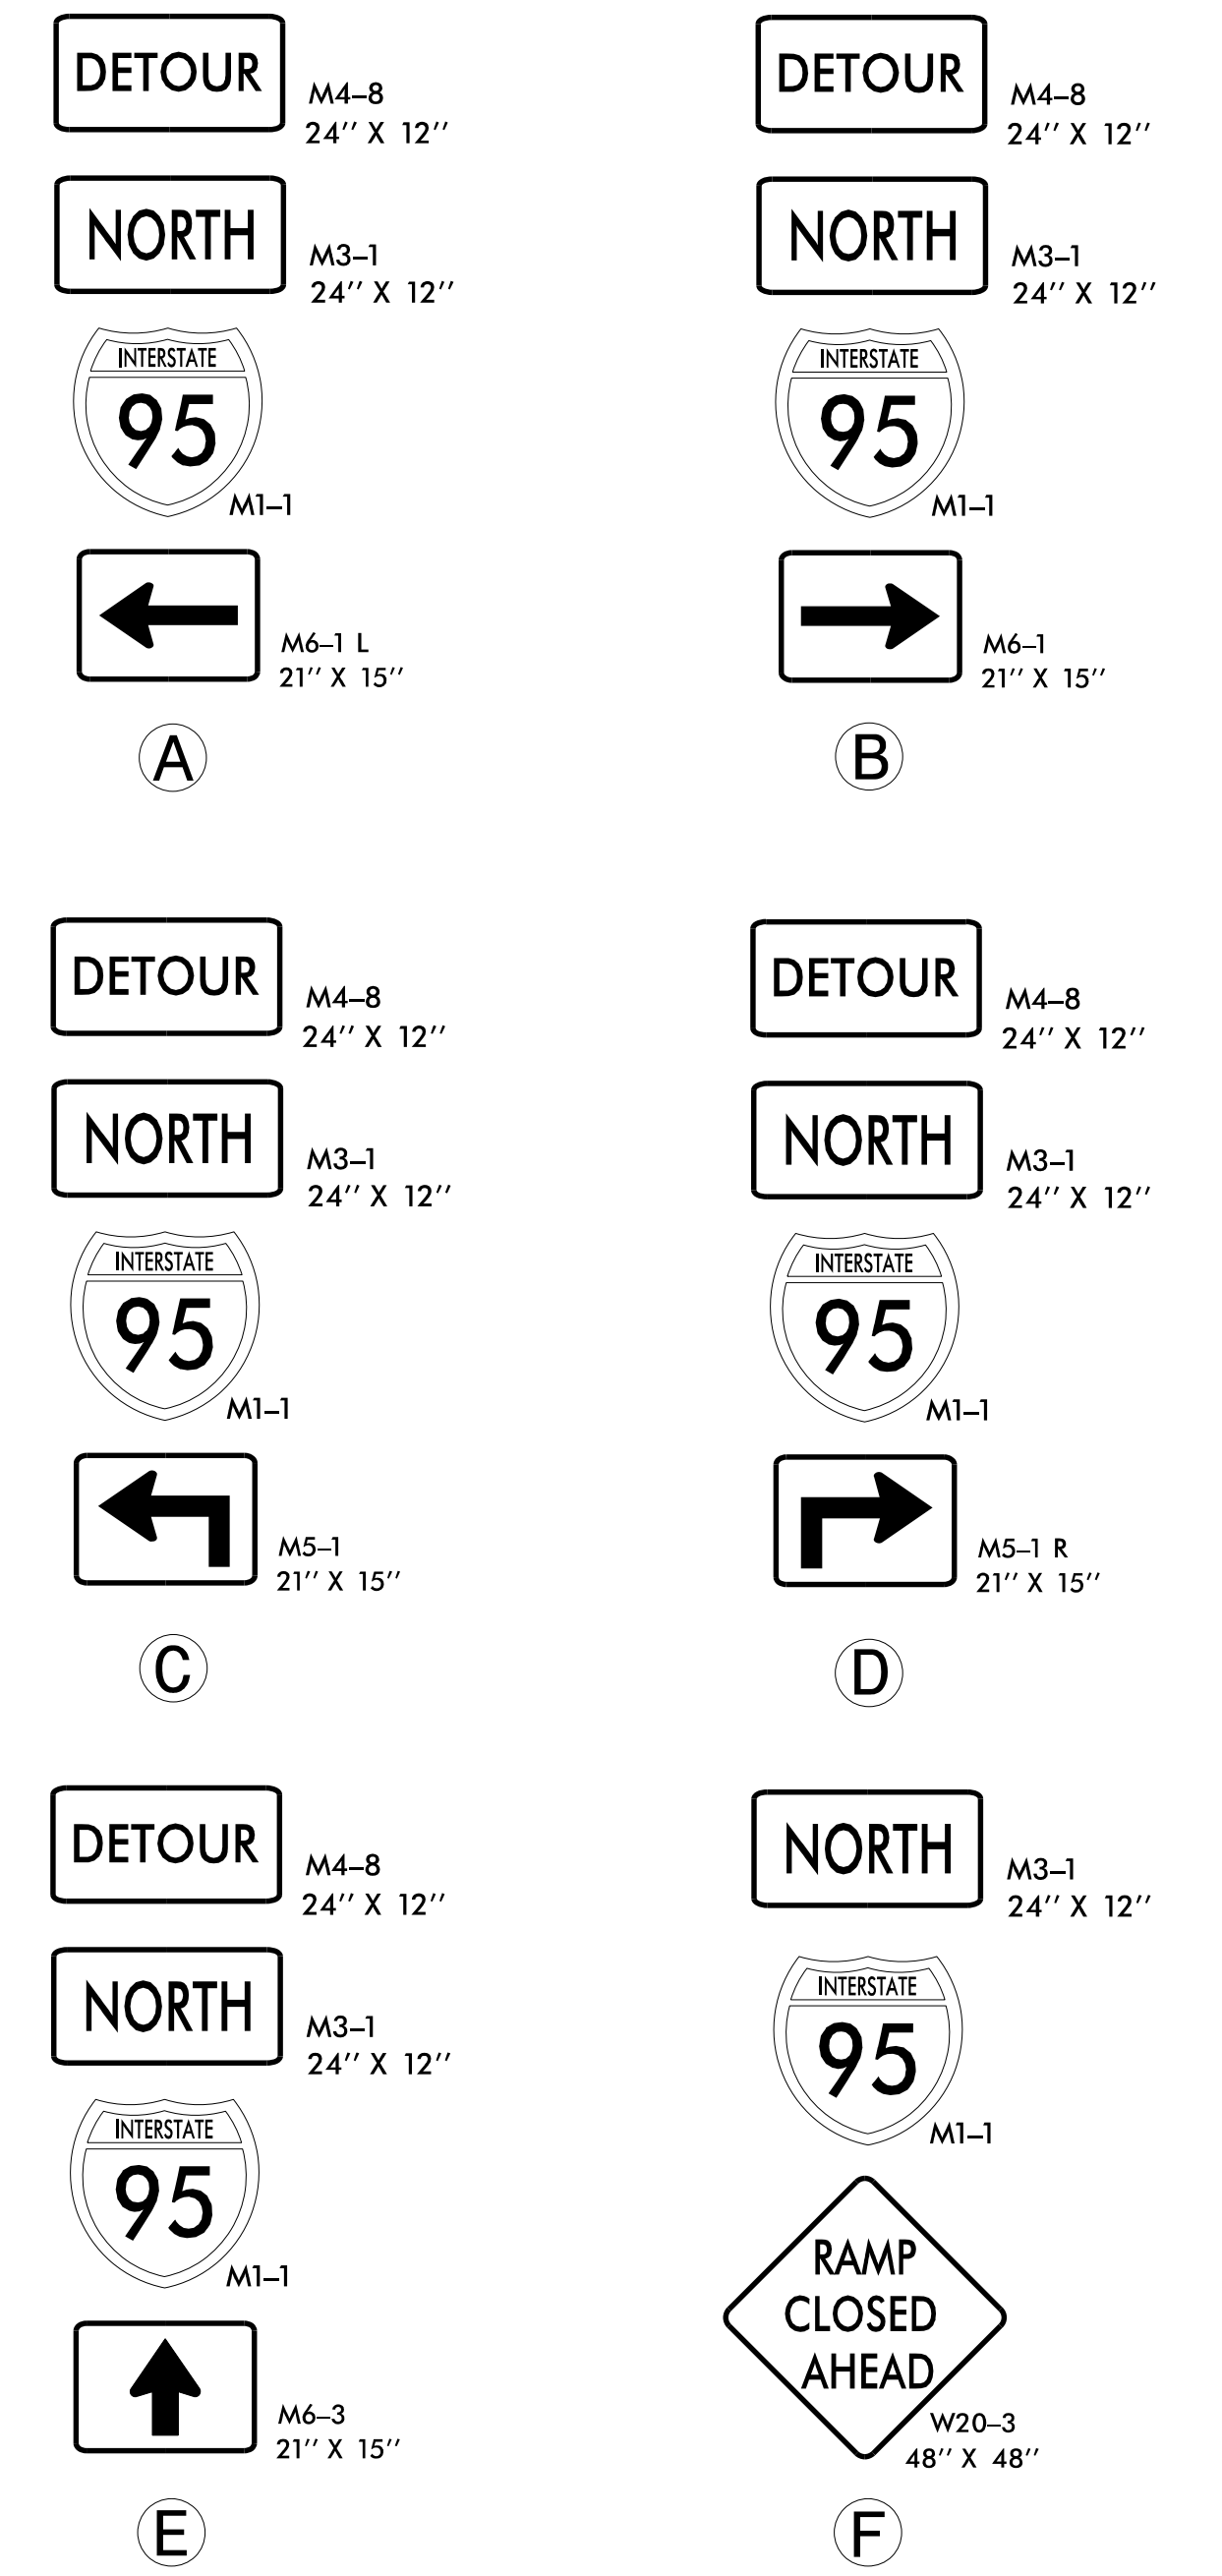 DETOUR
M4–8
24'' X 12''
NORTH
M3–1
24'' X 12''
INTERSTATE
95
M1–1
M6–1 L
21'' X 15''
A
DETOUR
M4–8
24'' X 12''
NORTH
M3–1
24'' X 12''
INTERSTATE
95
M1–1
M6–1
21'' X 15''
B
DETOUR
M4–8
24'' X 12''
NORTH
M3–1
24'' X 12''
INTERSTATE
95
M1–1
M5–1
21'' X 15''
C
DETOUR
M4–8
24'' X 12''
NORTH
M3–1
24'' X 12''
INTERSTATE
95
M1–1
M5–1 R
21'' X 15''
D
DETOUR
M4–8
24'' X 12''
NORTH
M3–1
24'' X 12''
INTERSTATE
95
M1–1
M6–3
21'' X 15''
E
NORTH
M3–1
24'' X 12''
INTERSTATE
95
M1–1
RAMP
CLOSED
AHEAD
W20–3
48'' X 48''
F